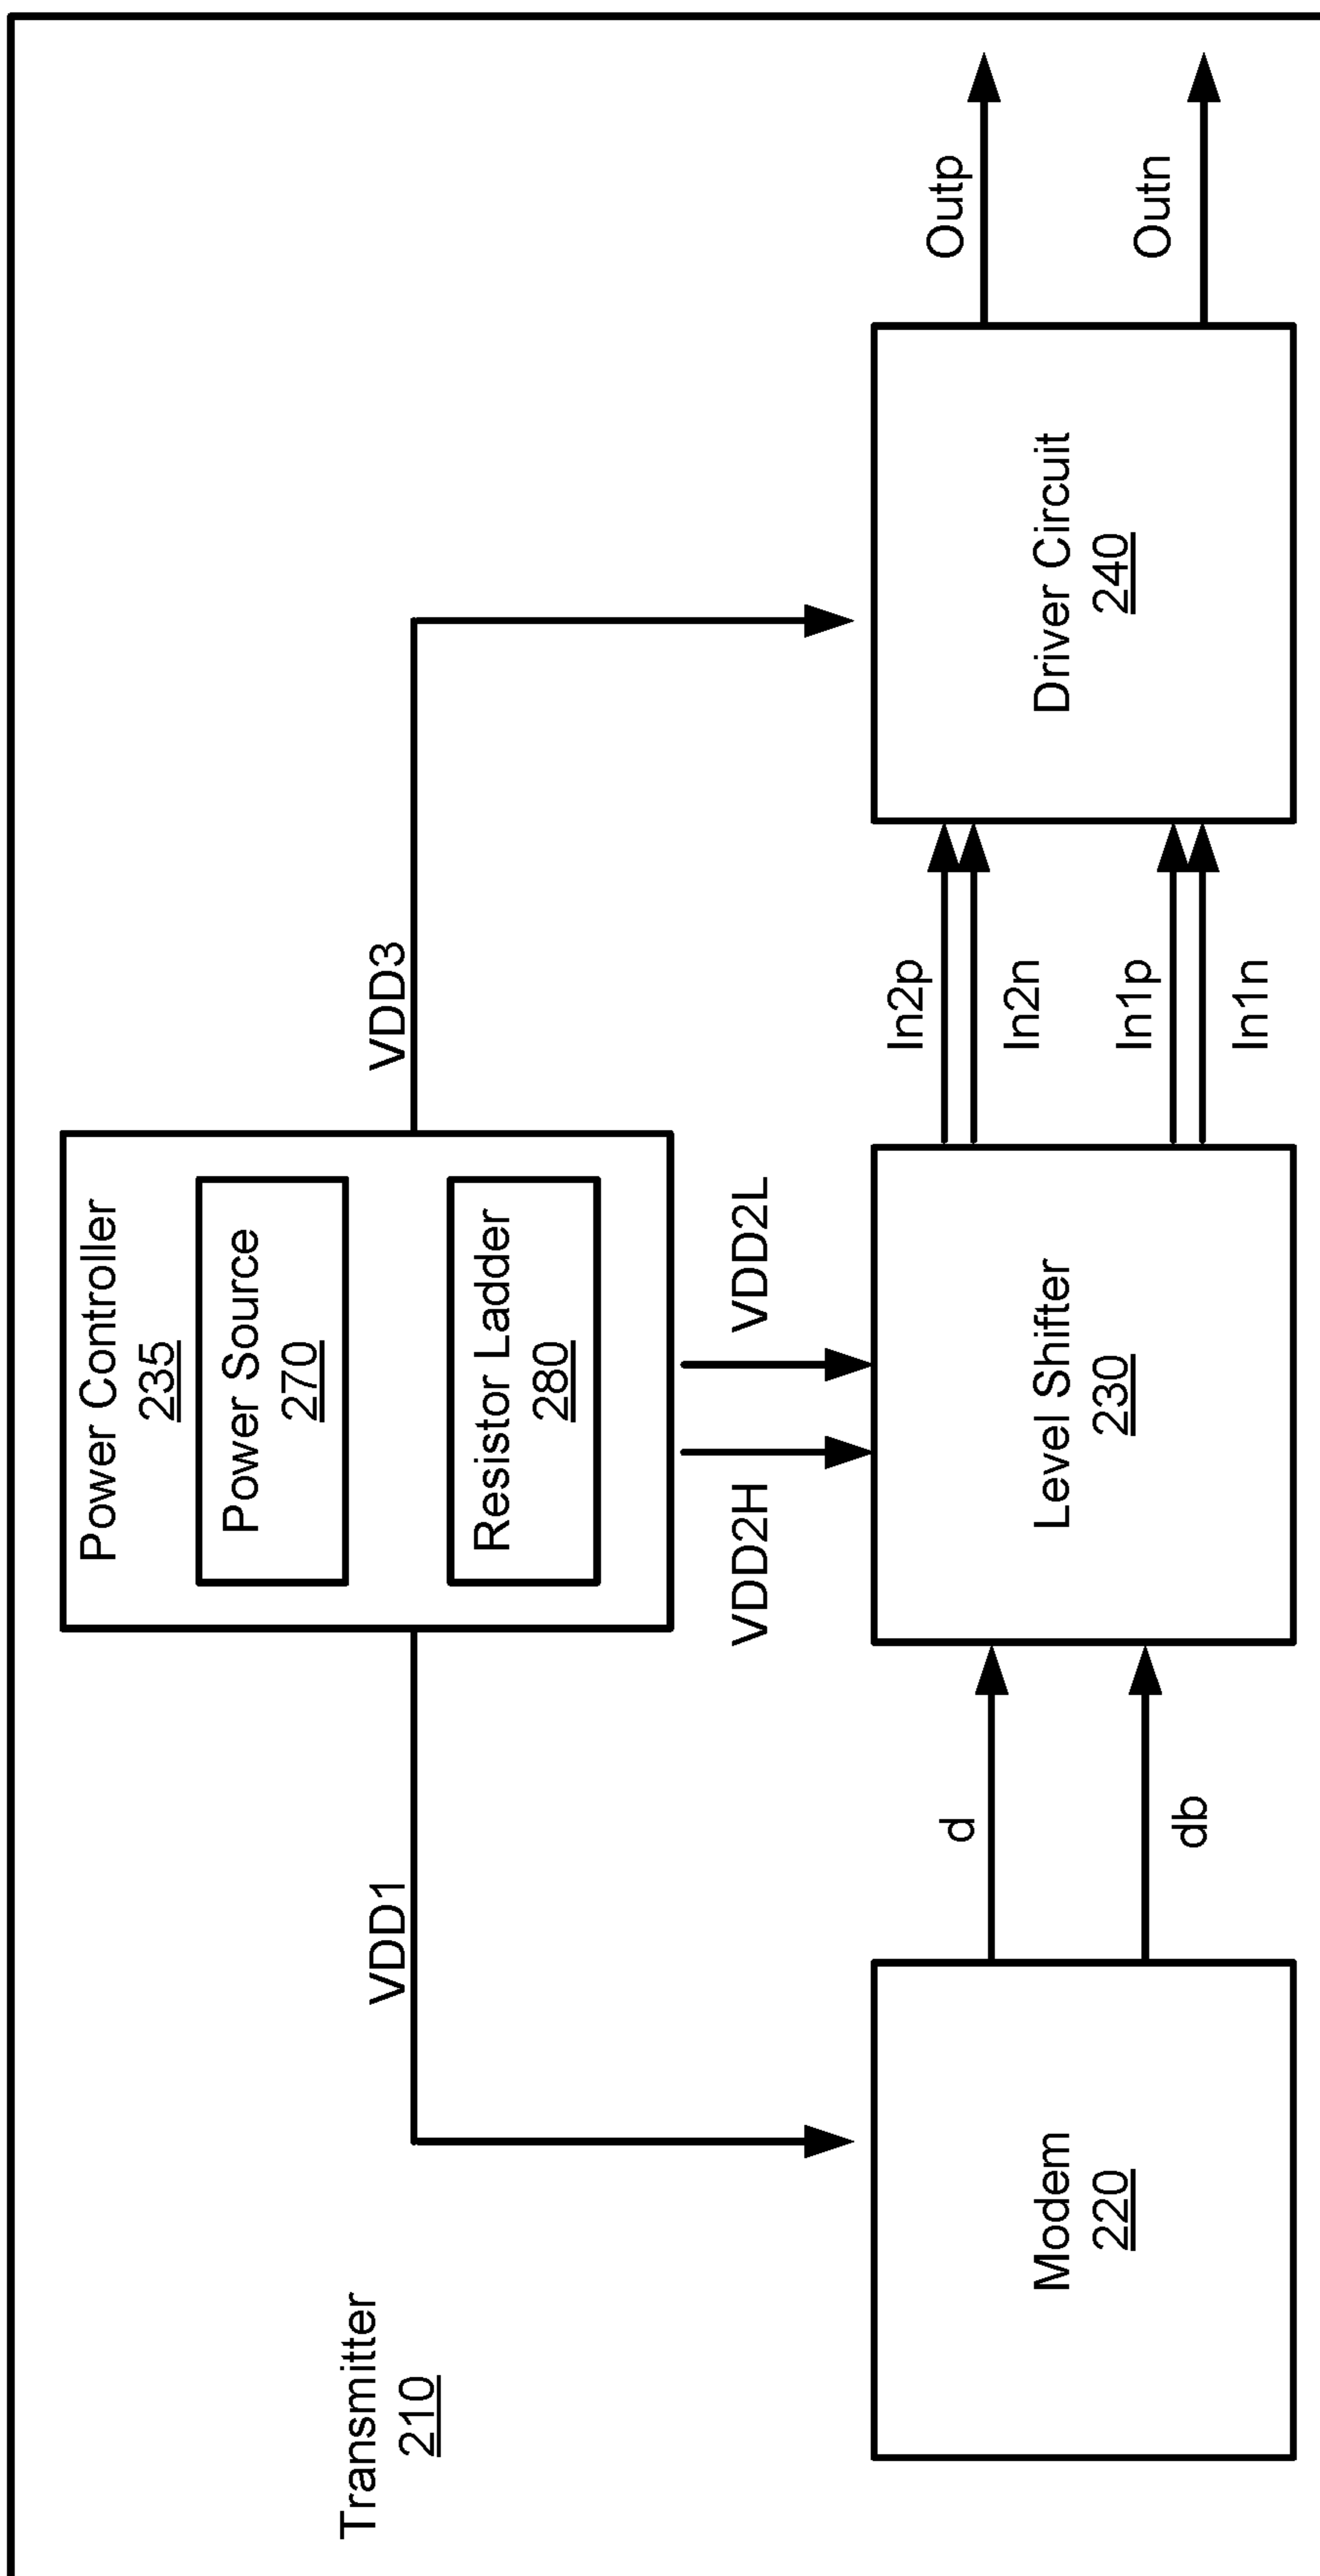 Transmitter
210
Power Controller
235
Power Source
270
Resistor Ladder
280
VDD1
VDD3
VDD2H
VDD2L
Modem
220
d
db
Level Shifter
230
In2p
In2n
In1p
In1n
Driver Circuit
240
Outp
Outn